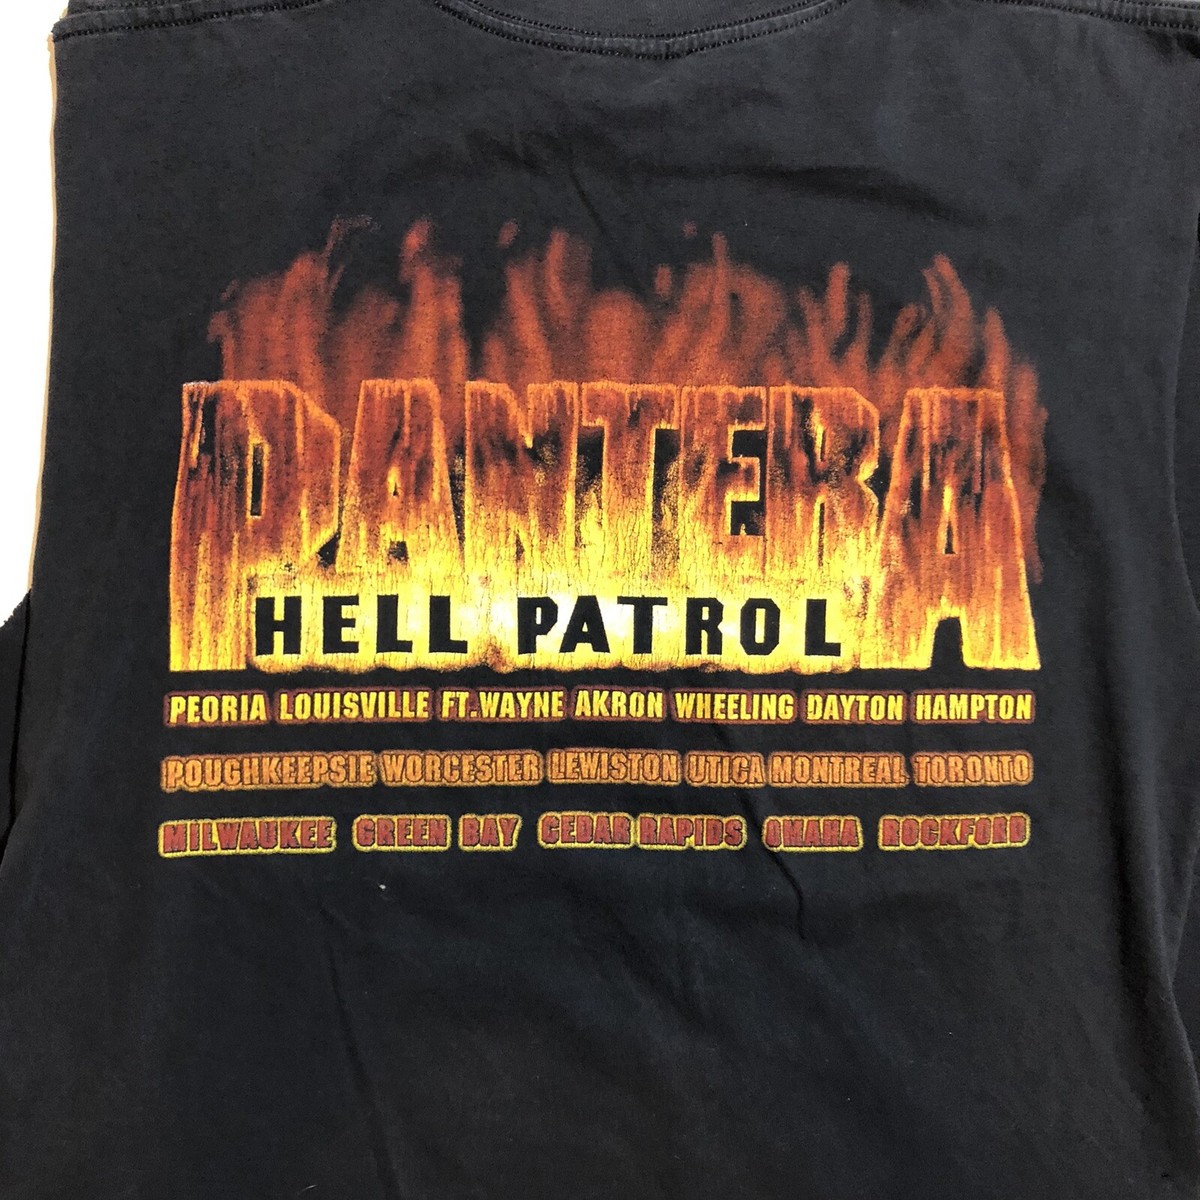 PANTERA
HELL PATROL
PEORIA LOUISVILLE FT.WAYNE AKRON WHEELING DAYTON HAMPTON
POUGHKEEPSIE WORCESTER LEWISTON UTICA MONTREAL TORONTO
MILWAUKEE GREEN BAY CEDAR RAPIDS OMAHA ROCKFORD